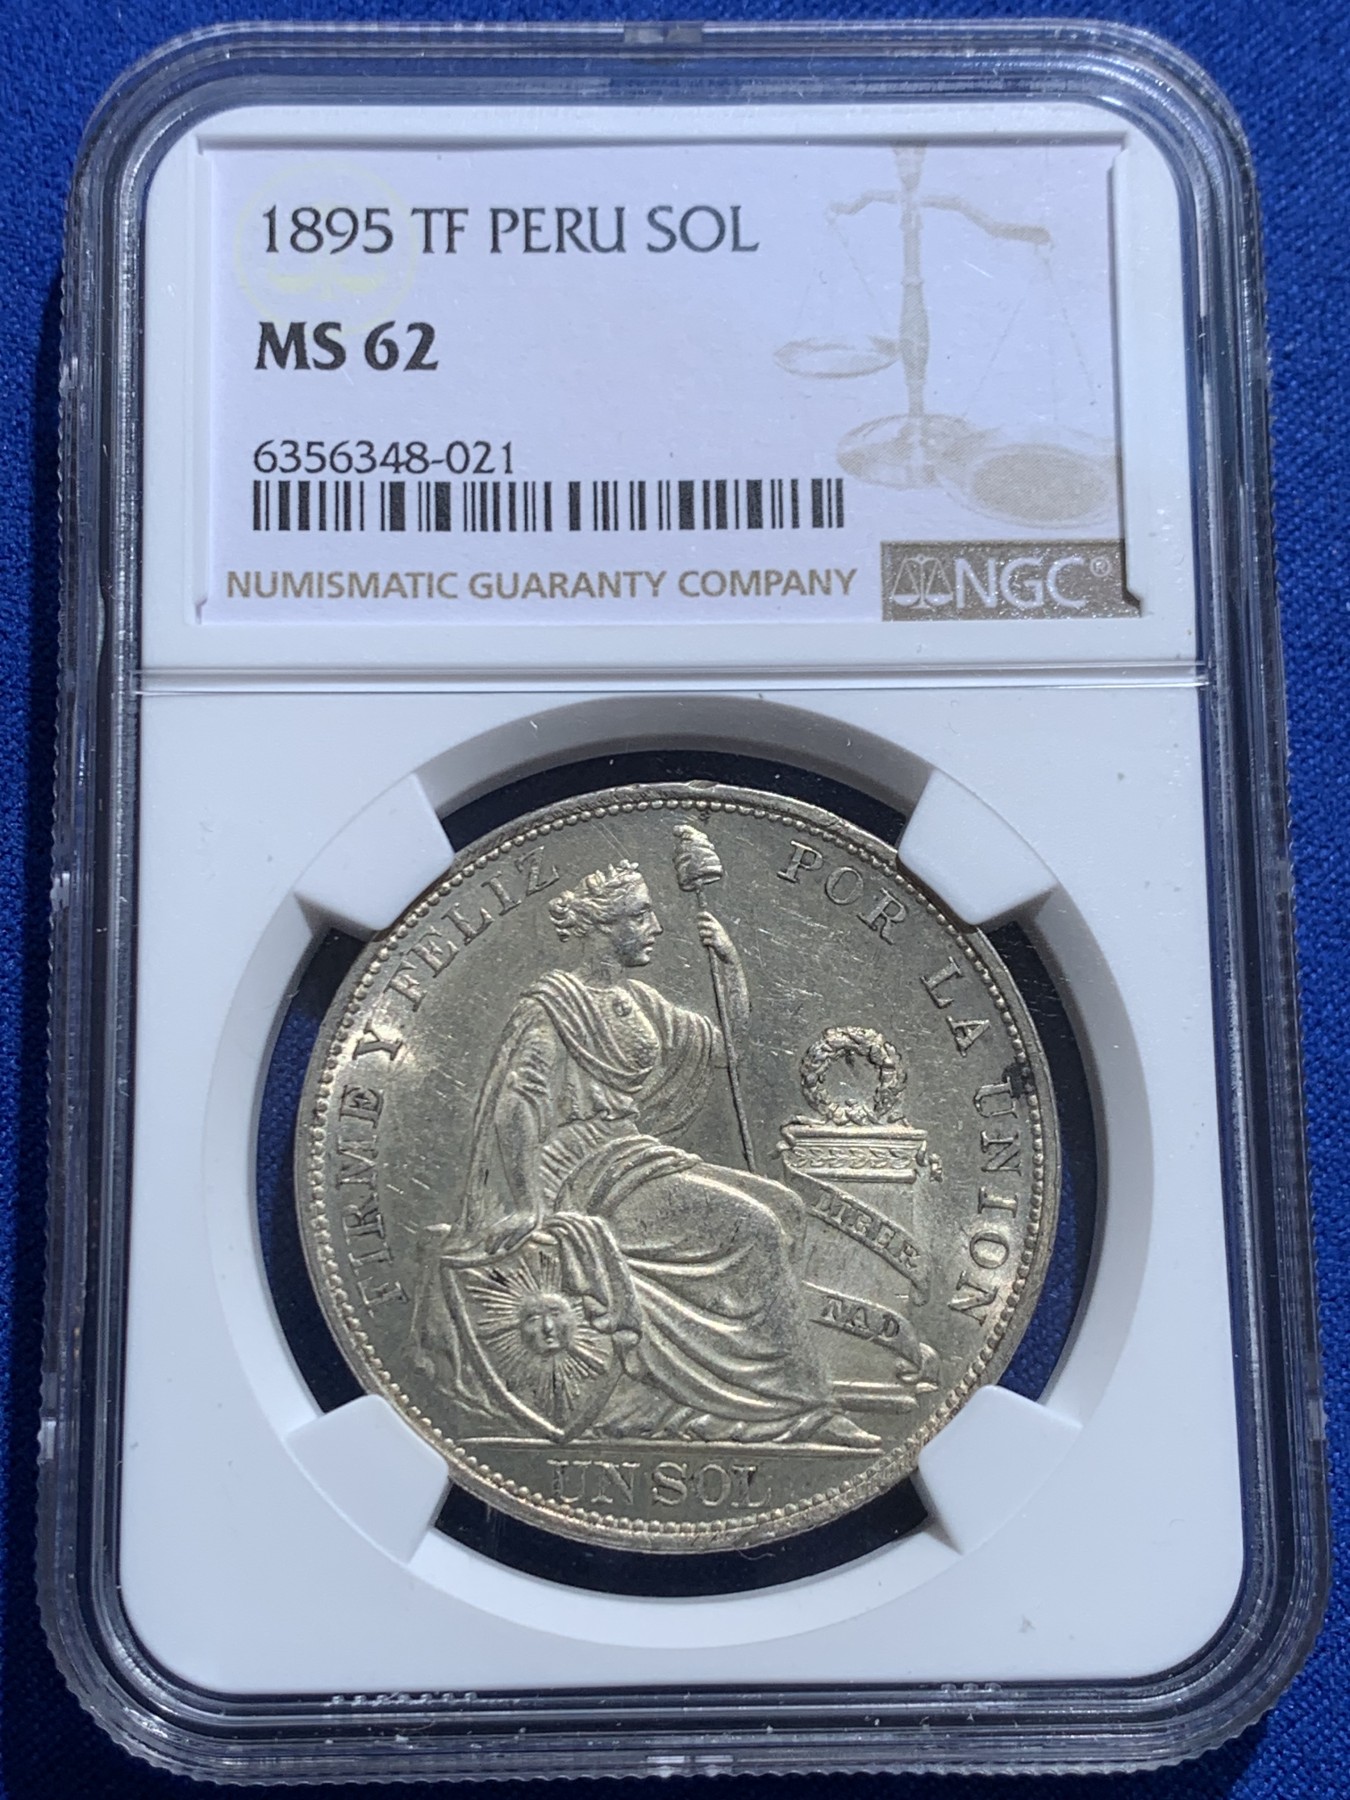 1895 TF PERU SOL
MS 62
6356348-021
NUMISMATIC GUARANTY COMPANY
NGC®
FIRME Y FELIZ POR LA UNION
LIBER
TAD
UN SOL